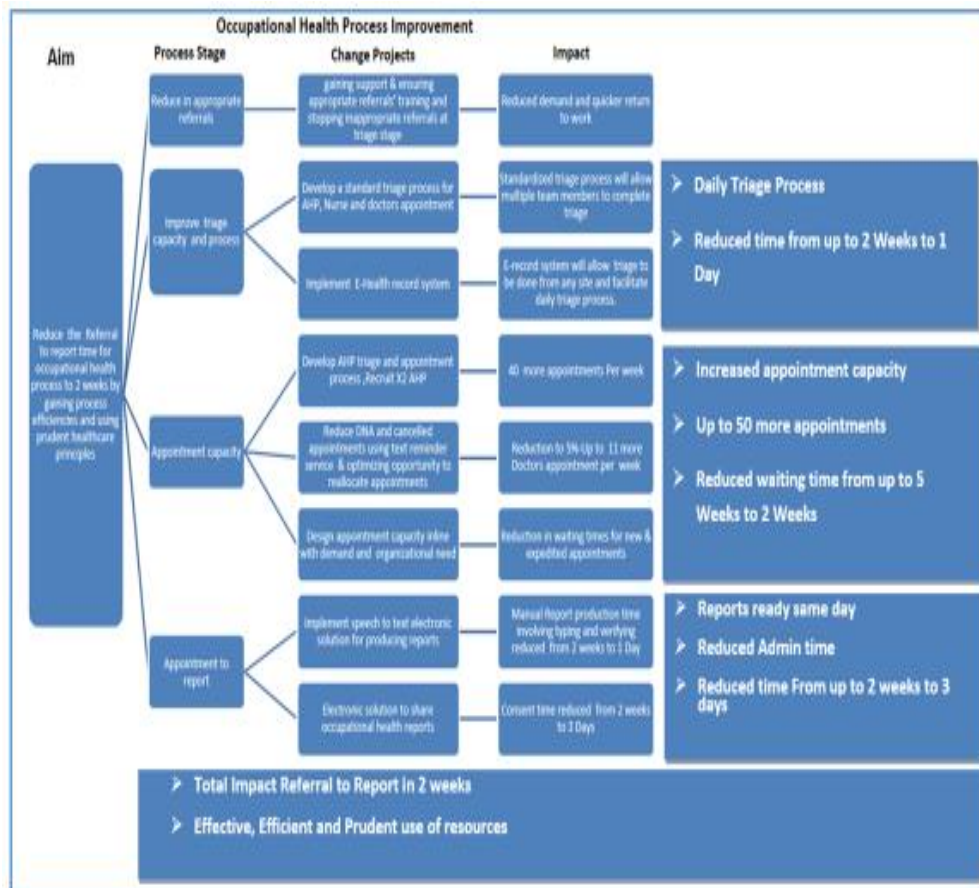 Occupational Health Process Improvement
Aim
Process Stage
Change Projects
Impact
Reduce the Referral
to report time for
occupational health
process to 2 weeks by
gaining process
efficiencies and using
prudent healthcare
principles
Reduce in appropriate
referrals
gaining support & ensuring
appropriate referrals' training and
stopping inappropriate referrals at
triage stage
Reduced demand and quicker return
to work
Improve triage
capacity and process
Develop a standard triage process for
AHP, Nurse and doctors appointment
Standardized triage process will allow
multiple team members to complete
triage
Implement E-Health record system
E-record system will allow triage to
be done from any site and facilitate
daily triage process.
➢ Daily Triage Process
➢ Reduced time from up to 2 Weeks to 1
Day
Appointment capacity
Develop AHP triage and appointment
process ,Recruit X2 AHP
40 more appointments Per week
Reduce DNA and cancelled
appointments using text reminder
service & optimizing opportunity to
reallocate appointments
Reduction to 5% Up to 11 more
Doctors appointment per week
Design appointment capacity inline
with demand and organizational need
Reduction in waiting times for new &
expedited appointments
➢ Increased appointment capacity
➢ Up to 50 more appointments
➢ Reduced waiting time from up to 5
Weeks to 2 Weeks
Appointment to
report
Implement speech to text electronic
solution for producing reports
Manual Report production time
involving typing and verifying
reduced from 2 weeks to 1 Day
Electronic solution to share
occupational health reports
Consent time reduced from 2 weeks
to 3 Days
➢ Reports ready same day
➢ Reduced Admin time
➢ Reduced time From up to 2 weeks to 3
days
➢ Total Impact Referral to Report in 2 weeks
➢ Effective, Efficient and Prudent use of resources